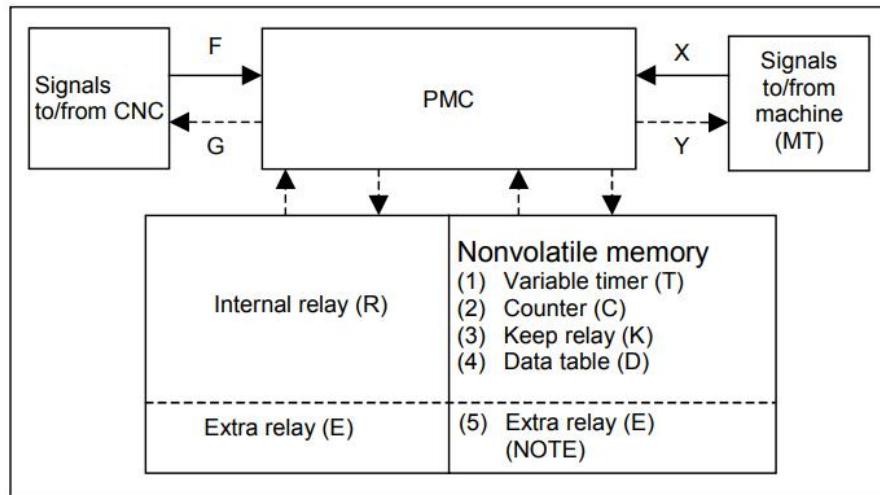 Signals
to/from CNC
F
G
PMC
X
Y
Signals
to/from
machine
(MT)
Internal relay (R)
Extra relay (E)
Nonvolatile memory
(1) Variable timer (T)
(2) Counter (C)
(3) Keep relay (K)
(4) Data table (D)
(5) Extra relay (E)
(NOTE)